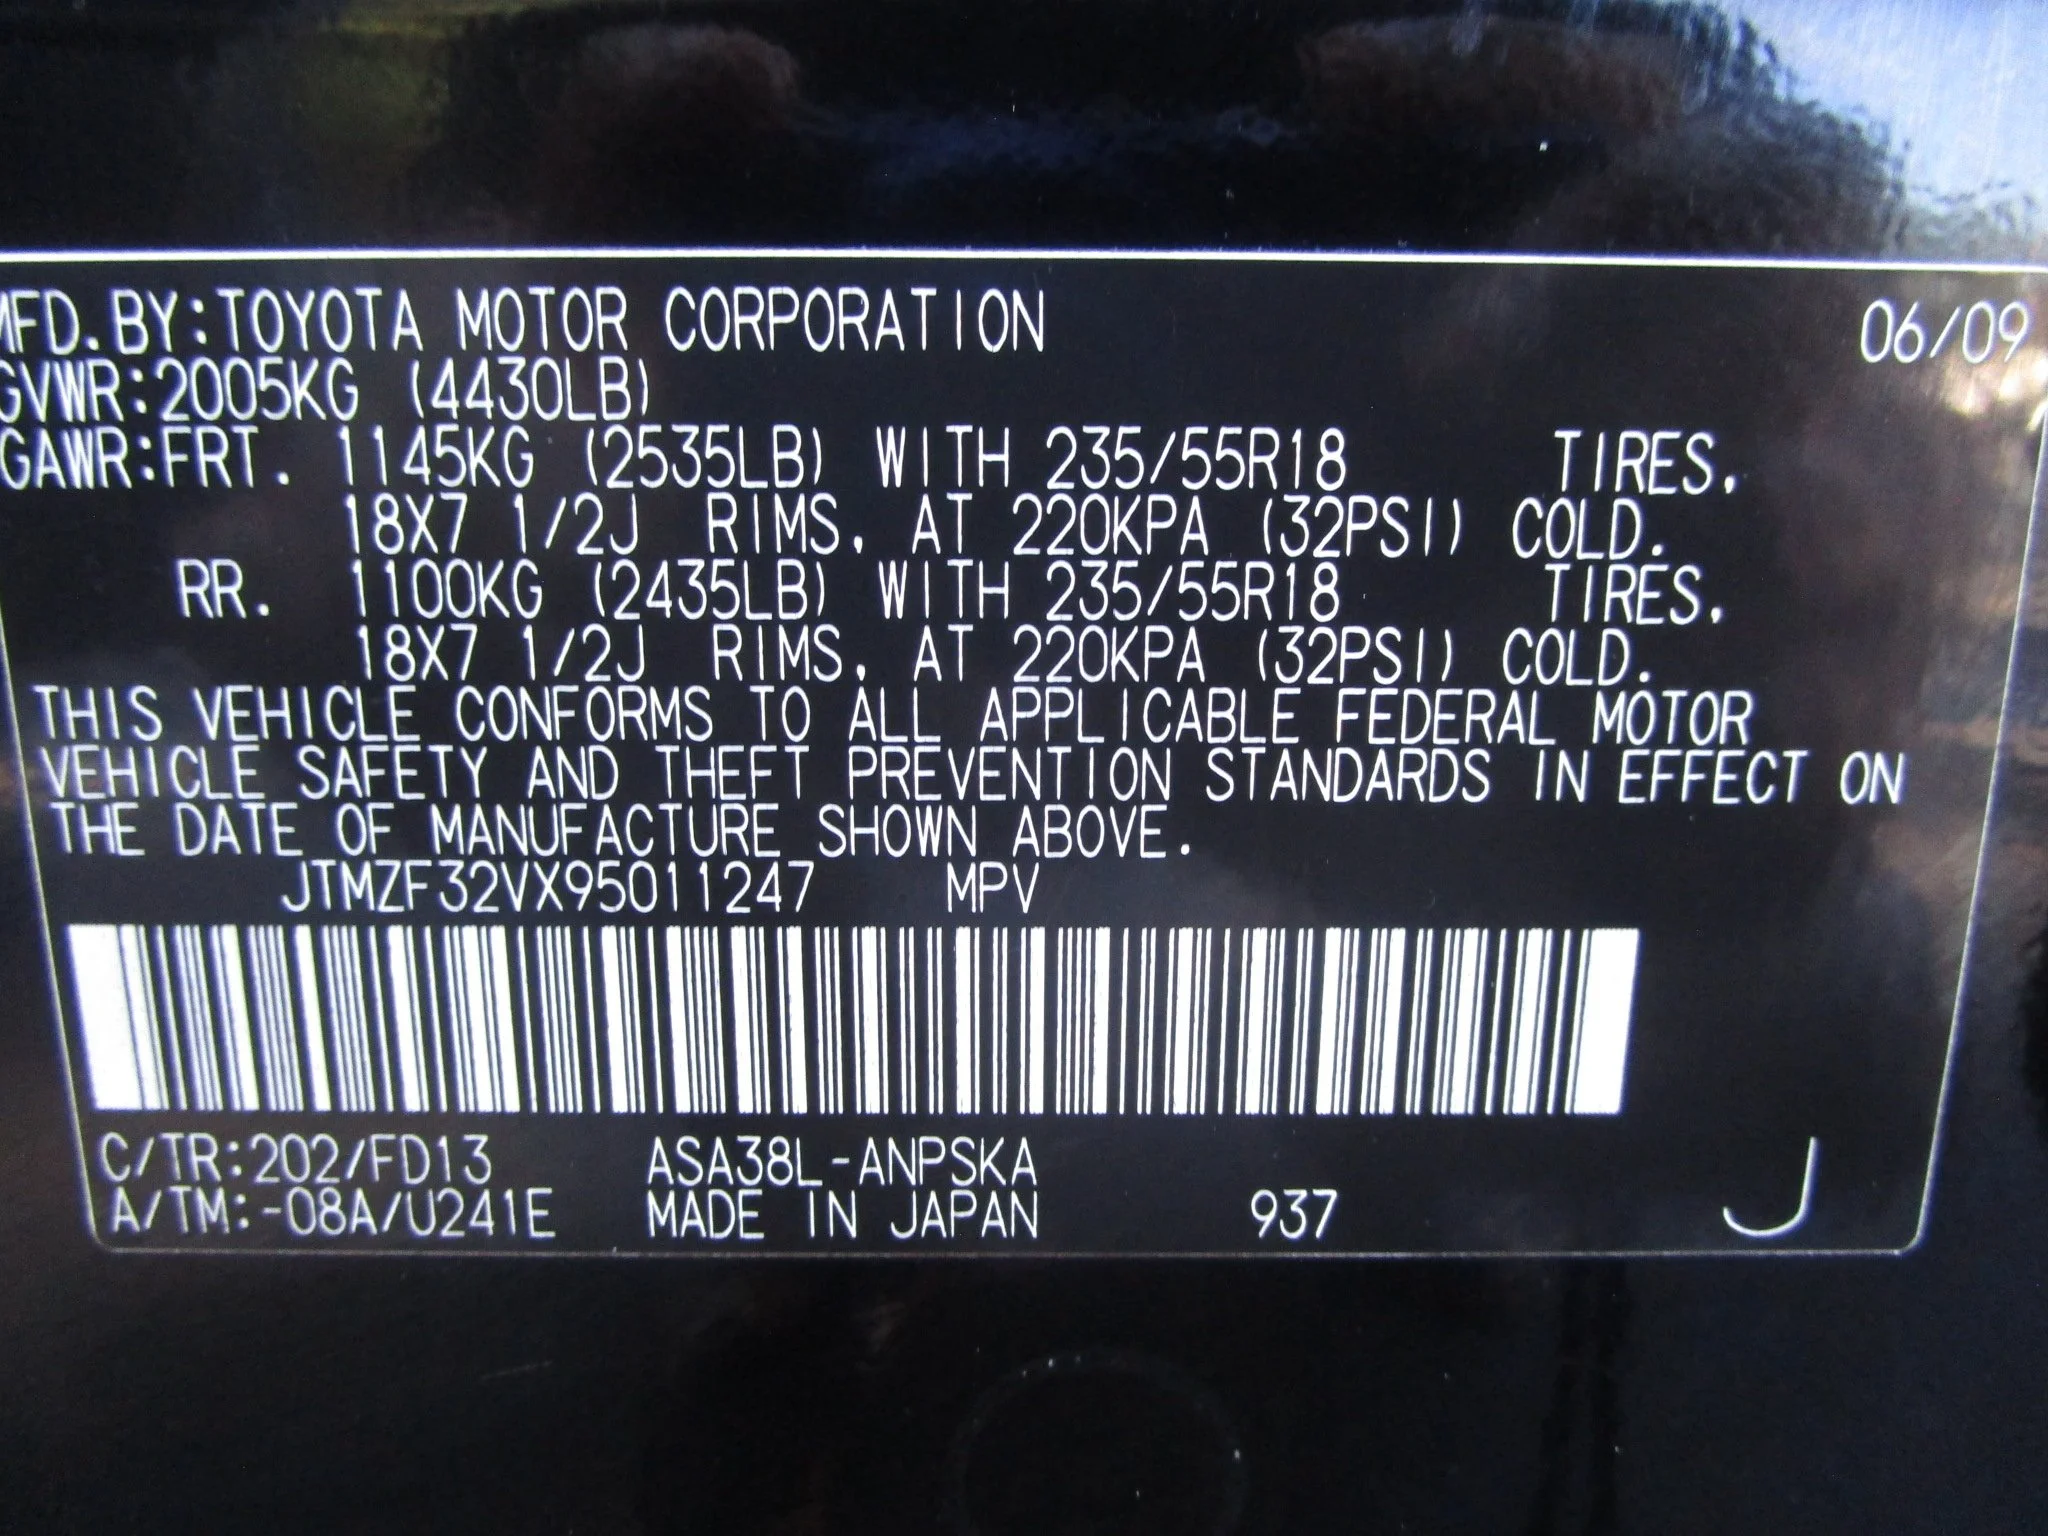 MFD. BY: TOYOTA MOTOR CORPORATION 06/09
GVWR: 2005KG (4430LB)
GAWR: FRT. 1145KG (2535LB) WITH 235/55R18 TIRES,
18X7 1/2J RIMS, AT 220KPA (32PSI) COLD.
RR. 1100KG (2435LB) WITH 235/55R18 TIRES,
18X7 1/2J RIMS, AT 220KPA (32PSI) COLD.
THIS VEHICLE CONFORMS TO ALL APPLICABLE FEDERAL MOTOR
VEHICLE SAFETY AND THEFT PREVENTION STANDARDS IN EFFECT ON
THE DATE OF MANUFACTURE SHOWN ABOVE.
JTMZF32VX95011247 MPV
C/TR: 202/FD13 ASA38L-ANPSKA
A/TM: -08A/U241E MADE IN JAPAN 937 J